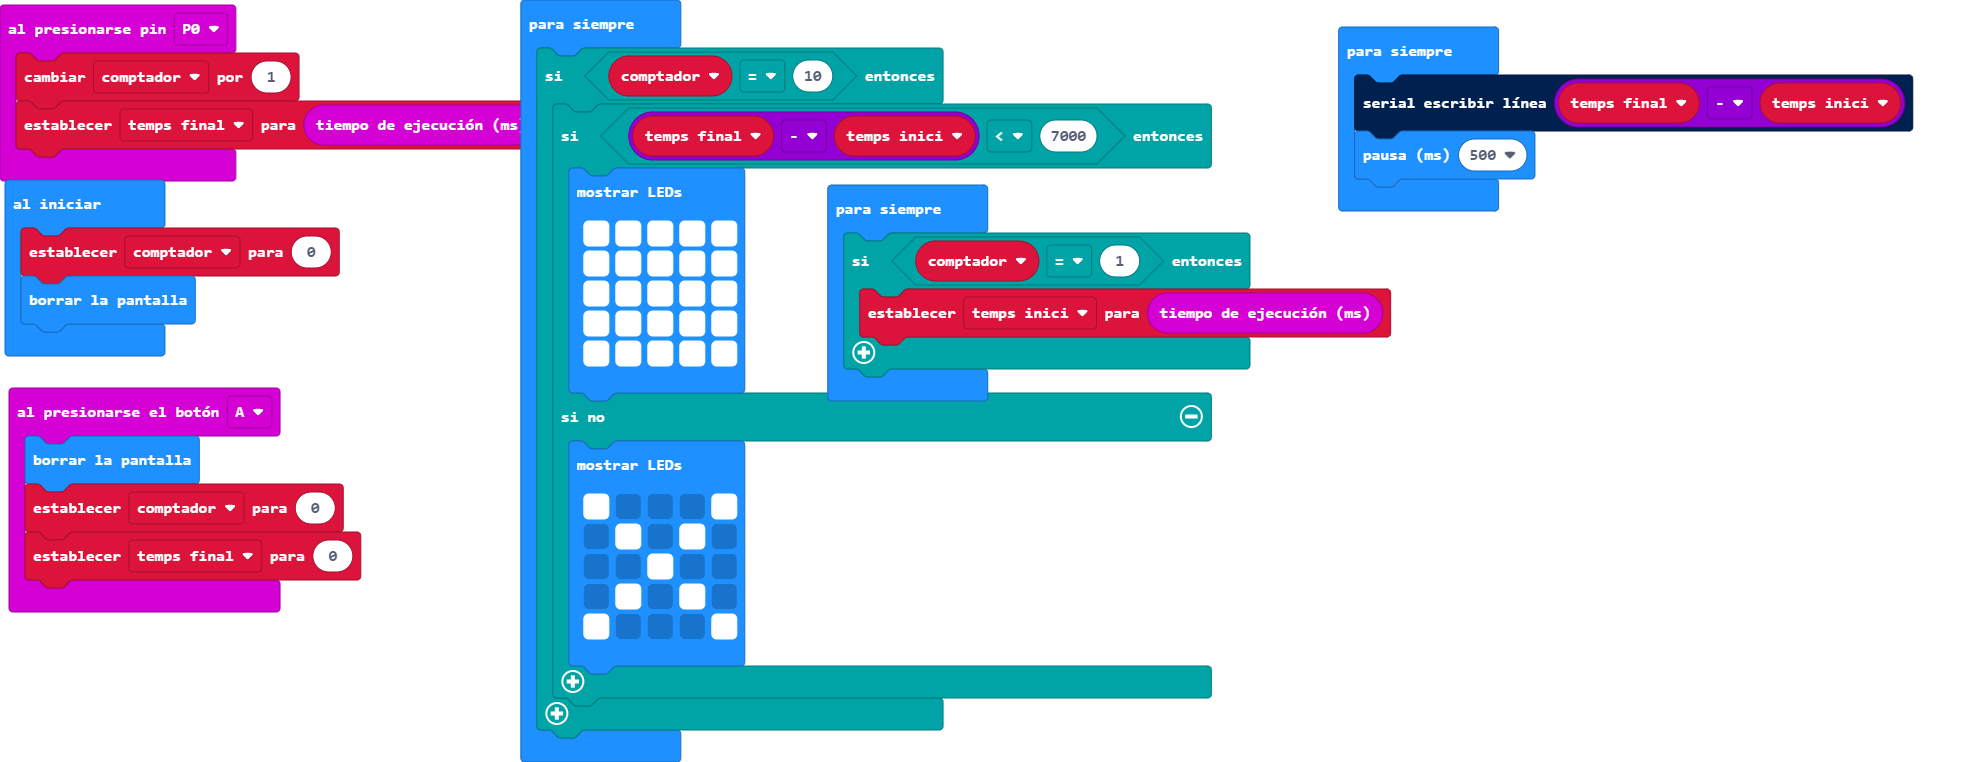 al presionarse pin P0
cambiar comptador por 1
establecer temps final para tiempo de ejecución (ms
al iniciar
establecer comptador para 0
borrar la pantalla
al presionarse el botón A
borrar la pantalla
establecer comptador para 0
establecer temps final para 0
para siempre
si comptador = 10 entonces
si temps final - temps inici < 7000 entonces
mostrar LEDs
si no
mostrar LEDs
para siempre
si comptador = 1 entonces
establecer temps inici para tiempo de ejecución (ms)
para siempre
serial escribir línea temps final - temps inici
pausa (ms) 500